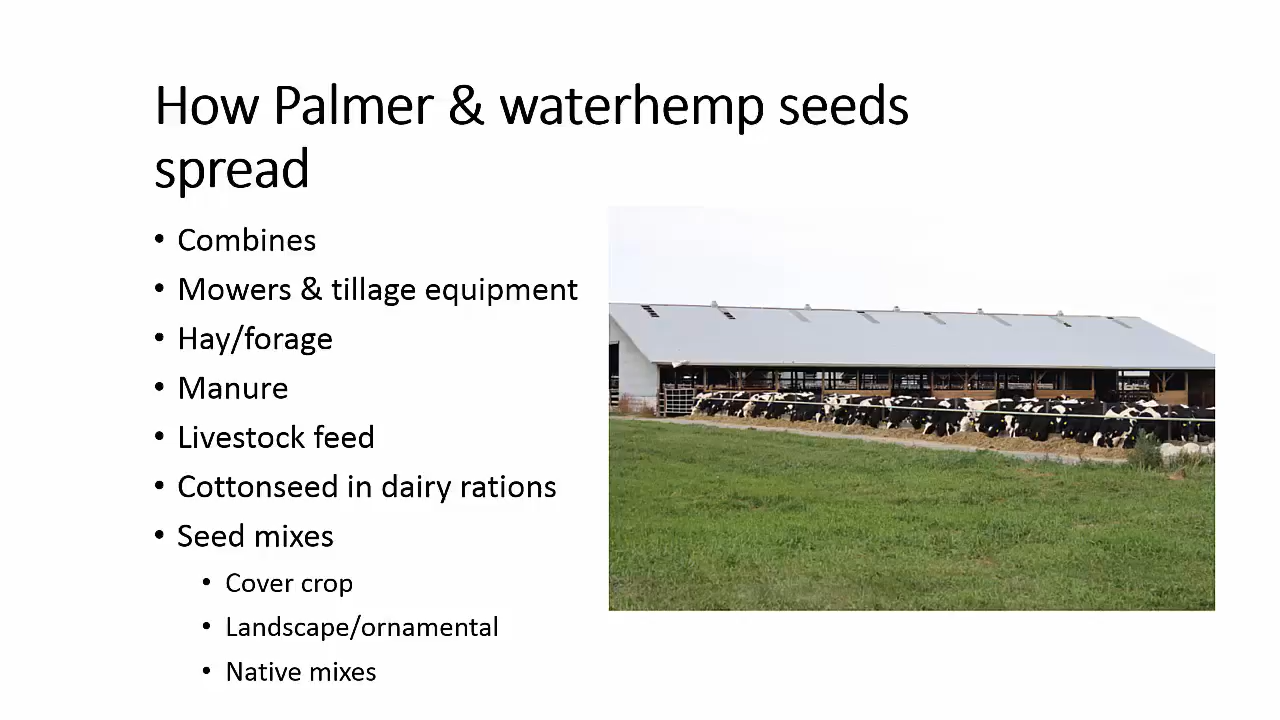 How Palmer & waterhemp seeds
spread
• Combines
• Mowers & tillage equipment
• Hay/forage
• Manure
• Livestock feed
• Cottonseed in dairy rations
• Seed mixes
• Cover crop
• Landscape/ornamental
• Native mixes